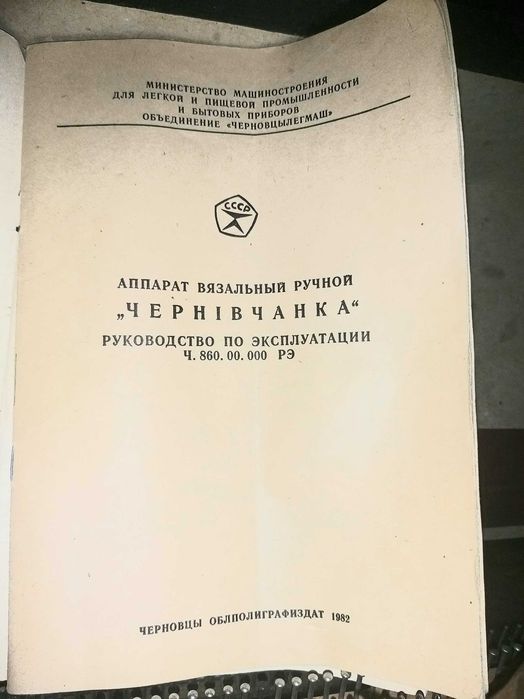 МИНИСТЕРСТВО МАШИНОСТРОЕНИЯ
ДЛЯ ЛЕГКОЙ И ПИЩЕВОЙ ПРОМЫШЛЕННОСТИ
И БЫТОВЫХ ПРИБОРОВ
ОБЪЕДИНЕНИЕ «ЧЕРНОВЦЫЛЕГМАШ»
СССР
АППАРАТ ВЯЗАЛЬНЫЙ РУЧНОЙ
„ЧЕРНІВЧАНКА“
РУКОВОДСТВО ПО ЭКСПЛУАТАЦИИ
Ч. 860. 00. 000 РЭ
ЧЕРНОВЦЫ ОБЛПОЛИГРАФИЗДАТ 1982